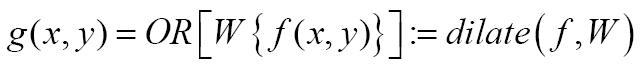 g(x, y) = OR[W{f(x, y)}] := dilate(f, W)